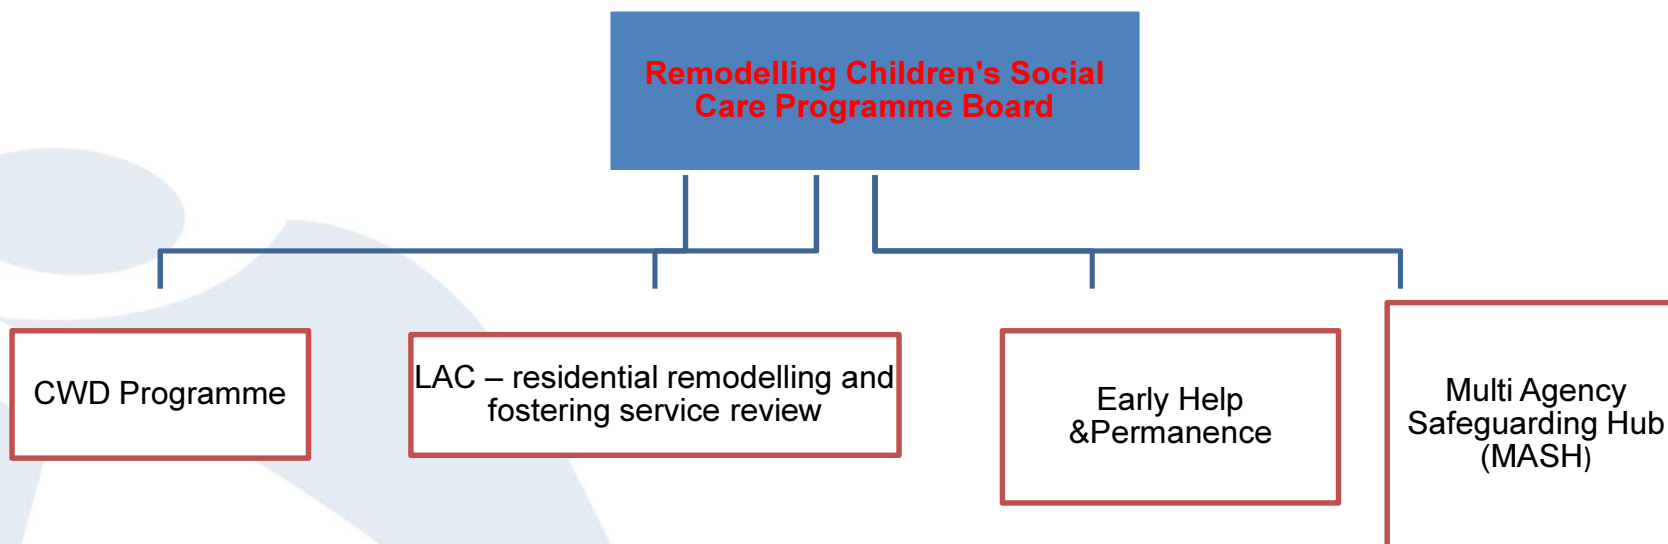 Remodelling Children's Social
Care Programme Board
CWD Programme
LAC – residential remodelling and
fostering service review
Early Help
&Permanence
Multi Agency
Safeguarding Hub
(MASH)